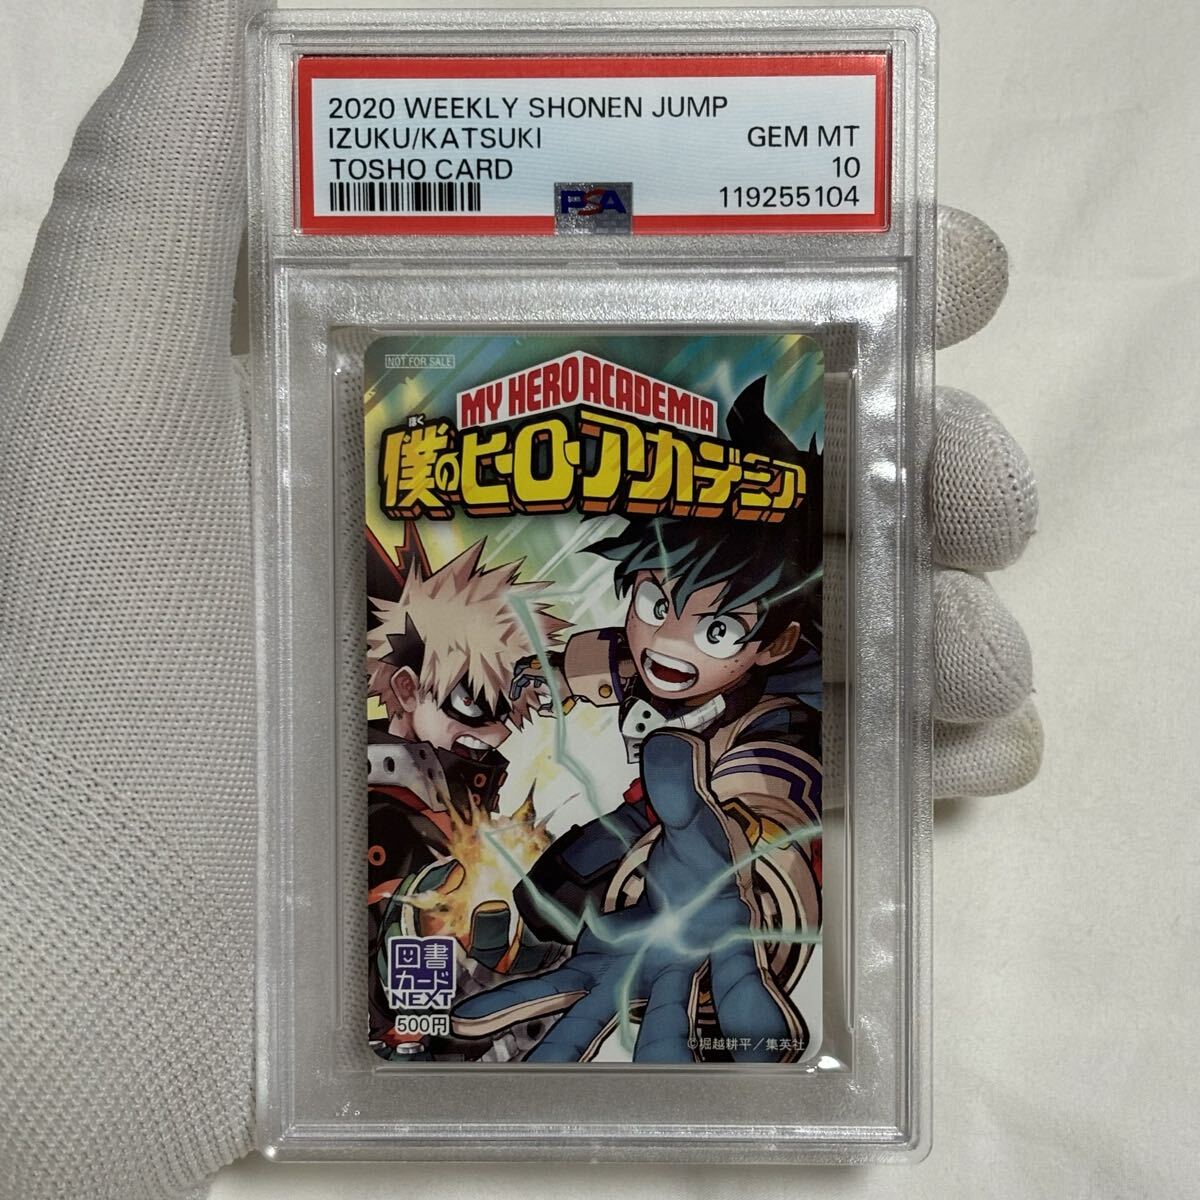 2020 WEEKLY SHONEN JUMP
IZUKU/KATSUKI GEM MT
TOSHO CARD 10
119255104
PSA
NOT FOR SALE
MY HERO ACADEMIA
ぼく
僕のヒーローアカデミア
図書
カード
NEXT
500円
©堀越耕平/集英社